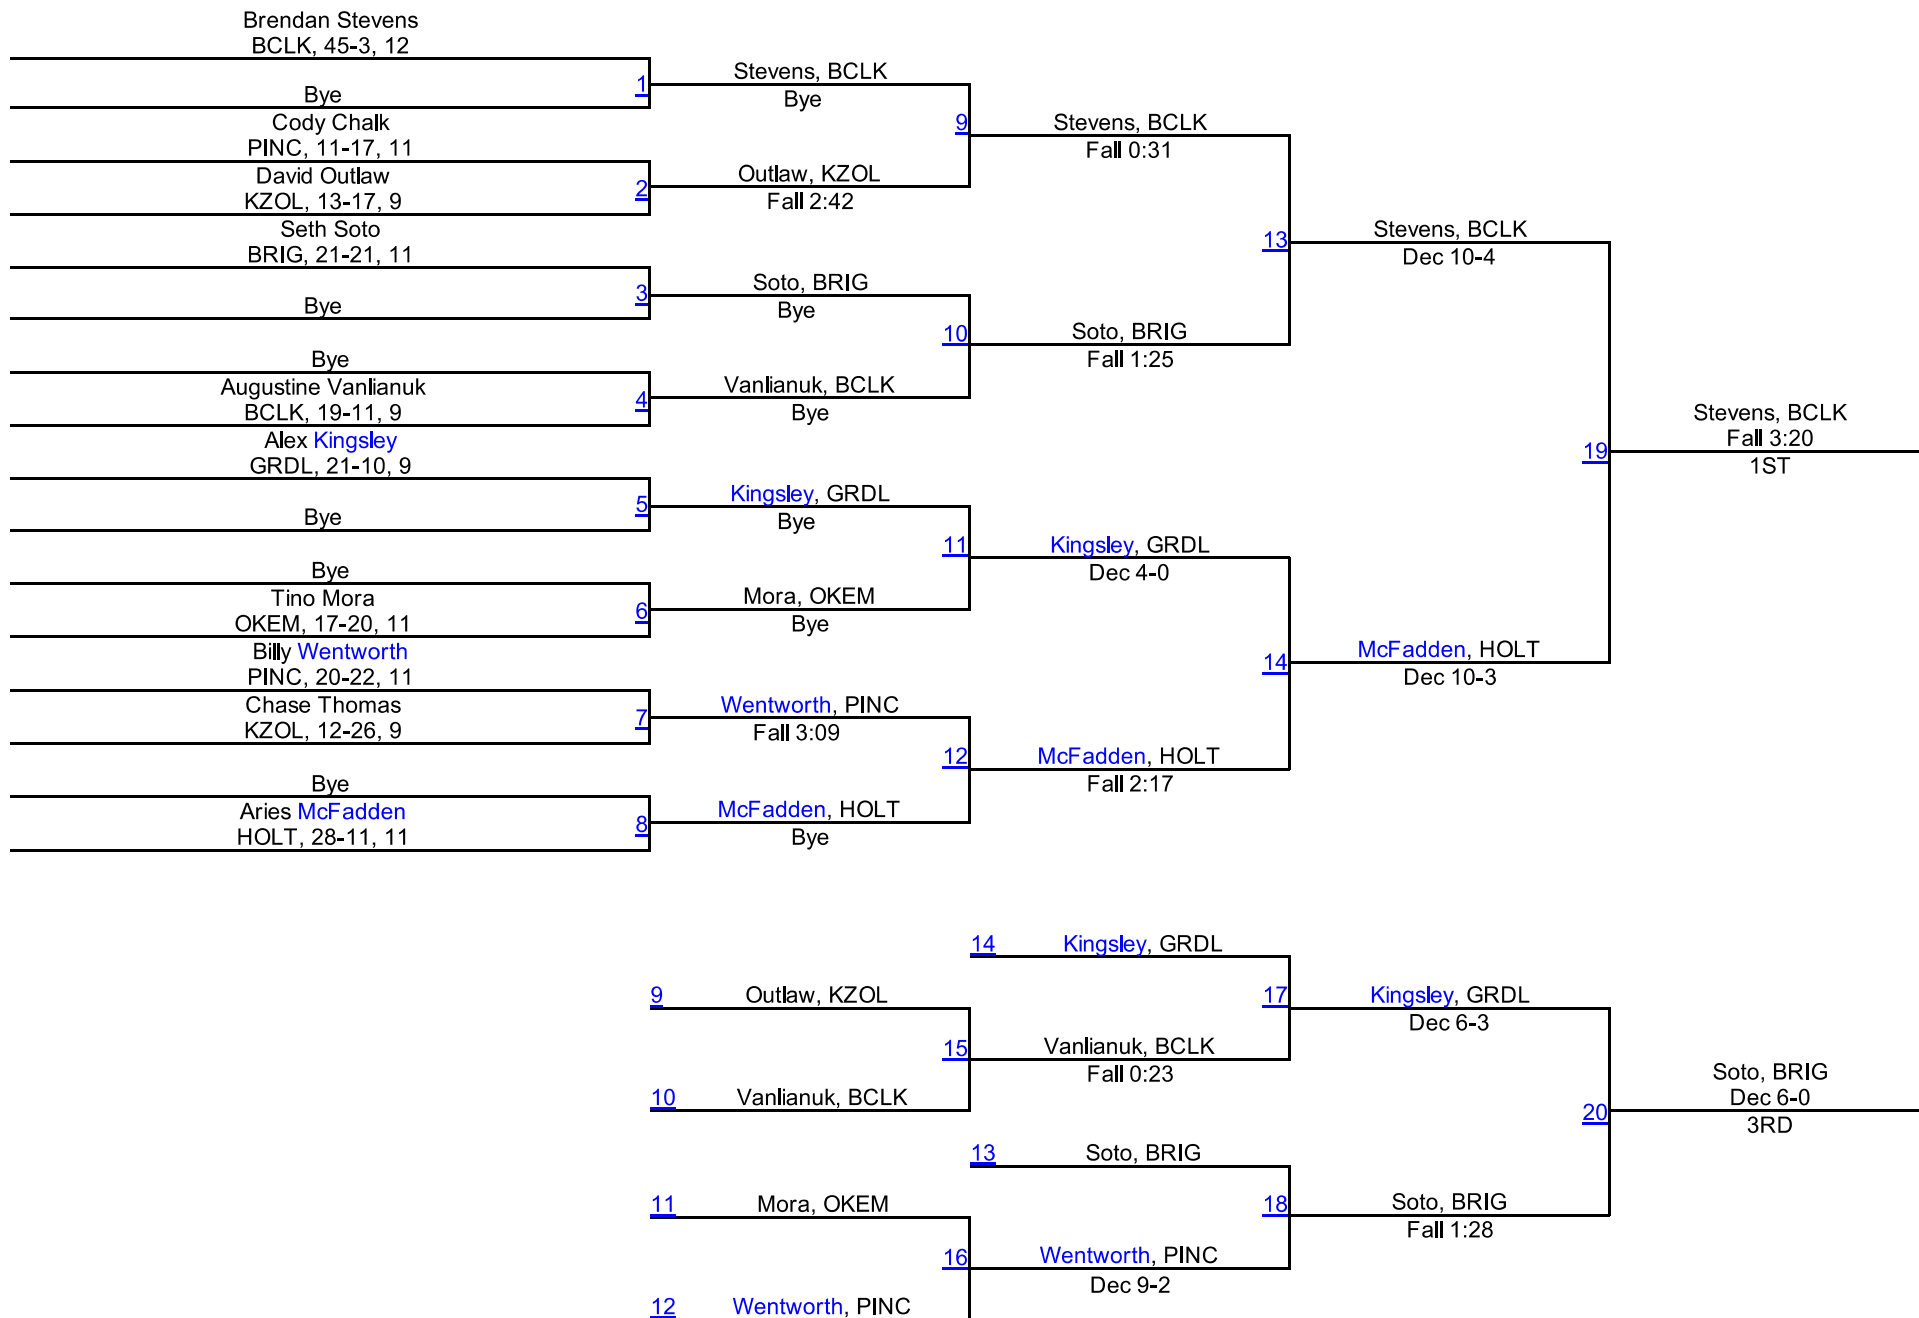 Brendan Stevens
BCLK, 45-3, 12
1
Bye
Cody Chalk
PINC, 11-17, 11
2
David Outlaw
KZOL, 13-17, 9
Seth Soto
BRIG, 21-21, 11
3
Bye
Bye
4
Augustine Vanlianuk
BCLK, 19-11, 9
Alex Kingsley
GRDL, 21-10, 9
5
Bye
Bye
6
Tino Mora
OKEM, 17-20, 11
Billy Wentworth
PINC, 20-22, 11
7
Chase Thomas
KZOL, 12-26, 9
Bye
8
Aries McFadden
HOLT, 28-11, 11
Stevens, BCLK
Bye
9
Outlaw, KZOL
Fall 2:42
Soto, BRIG
Bye
10
Vanlianuk, BCLK
Bye
Kingsley, GRDL
Bye
11
Mora, OKEM
Bye
Wentworth, PINC
Fall 3:09
12
McFadden, HOLT
Bye
Stevens, BCLK
Fall 0:31
13
Soto, BRIG
Fall 1:25
Kingsley, GRDL
Dec 4-0
14
McFadden, HOLT
Fall 2:17
Stevens, BCLK
Dec 10-4
19
McFadden, HOLT
Dec 10-3
Stevens, BCLK
Fall 3:20
1ST
9 Outlaw, KZOL
15
10 Vanlianuk, BCLK
11 Mora, OKEM
16
12 Wentworth, PINC
14 Kingsley, GRDL
17
Vanlianuk, BCLK
Fall 0:23
13 Soto, BRIG
18
Wentworth, PINC
Dec 9-2
Kingsley, GRDL
Dec 6-3
20
Soto, BRIG
Fall 1:28
Soto, BRIG
Dec 6-0
3RD